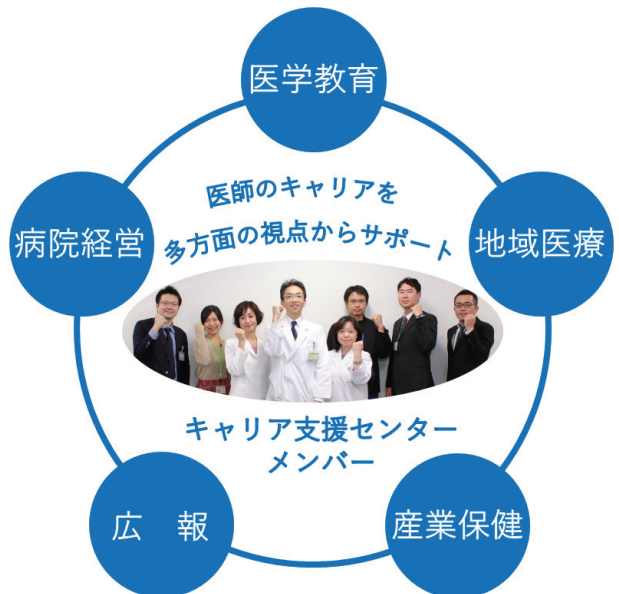 医学教育
医師のキャリアを
多方面の視点からサポート
病院経営
地域医療
キャリア支援センター
メンバー
広　報
産業保健